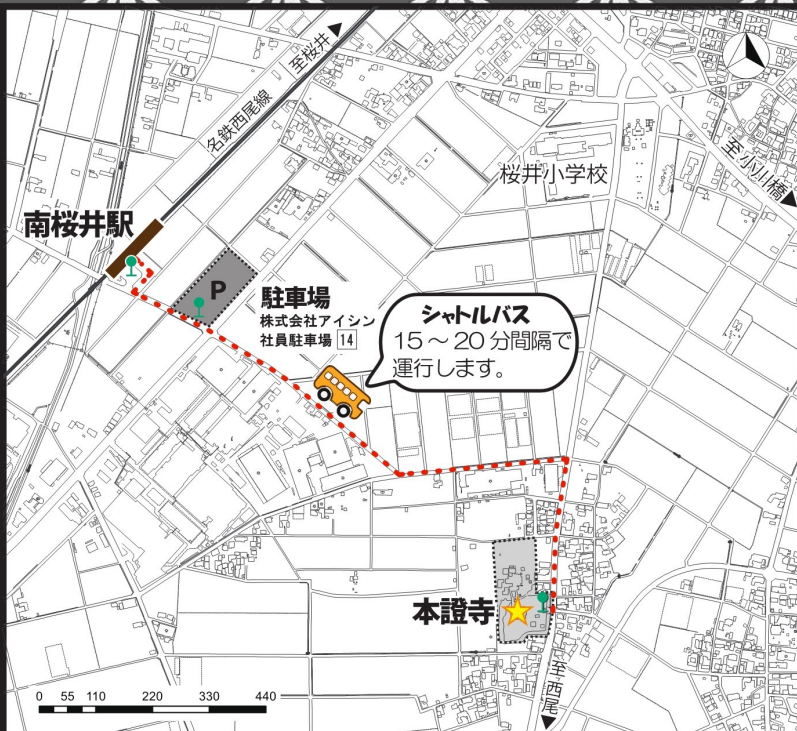 至桜井
名鉄西尾線
桜井小学校
至小川橋
南桜井駅
P
駐車場
株式会社アイシン
社員駐車場 14
シャトルバス
15～20分間隔で
運行します。
本證寺
至西尾
0 55 110 220 330 440